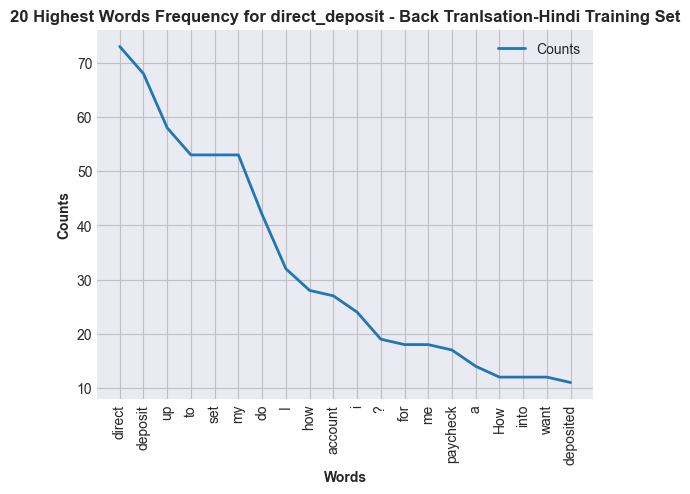 20 Highest Words Frequency for direct_deposit - Back Tranlsation-Hindi Training Set
Counts
70
60
50
40
30
20
10
Counts
direct
deposit
up
to
set
my
do
I
how
account
i
?
for
me
paycheck
a
How
into
want
deposited
Words